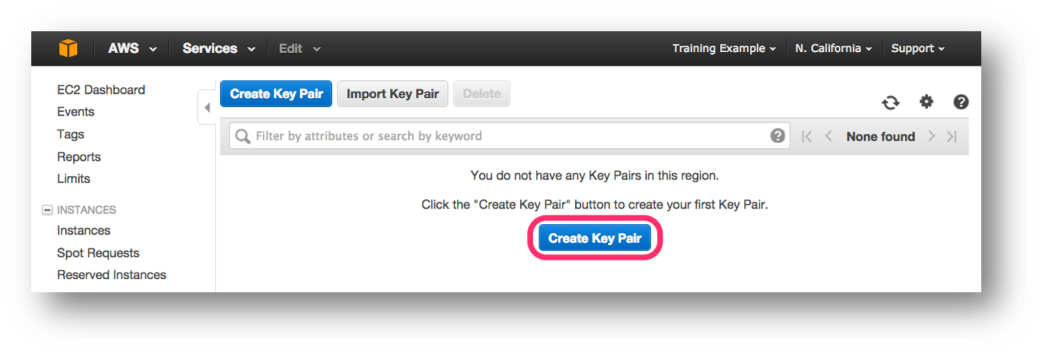 AWS Services Edit Training Example N. California Support
EC2 Dashboard
Events
Tags
Reports
Limits
INSTANCES
Instances
Spot Requests
Reserved Instances
Create Key Pair Import Key Pair Delete
Filter by attributes or search by keyword None found
You do not have any Key Pairs in this region.
Click the "Create Key Pair" button to create your first Key Pair.
Create Key Pair